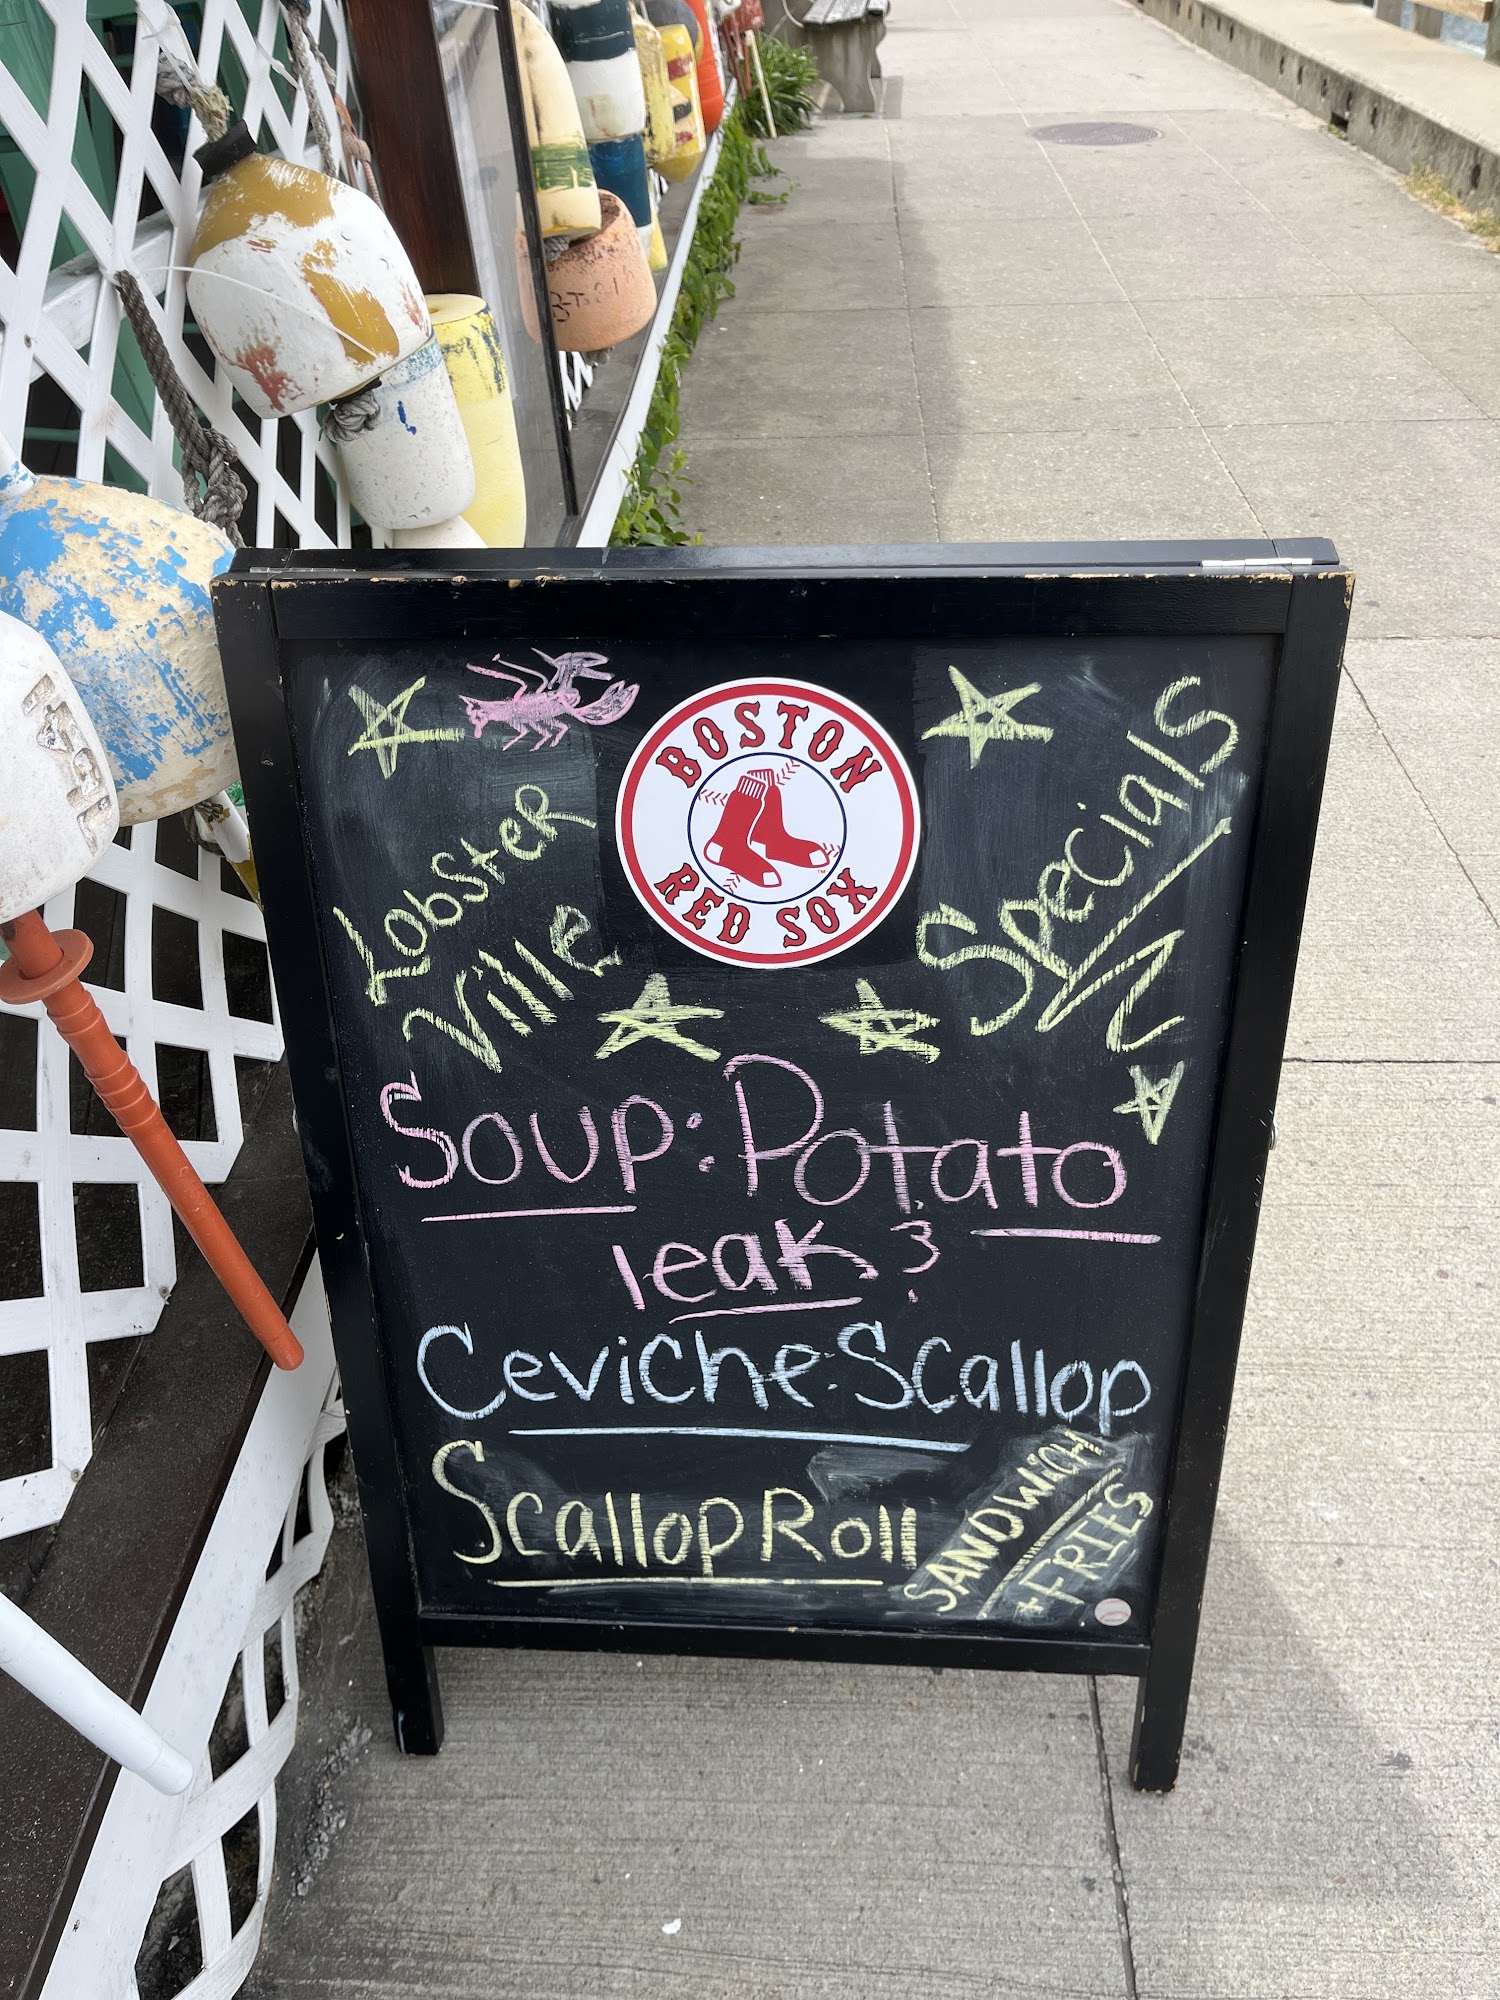 BOSTON
RED SOX
Lobster
Ville
Specials
Soup: Potato
leak
Ceviche: Scallop
Scallop Roll
SANDWICH
+ FRIES